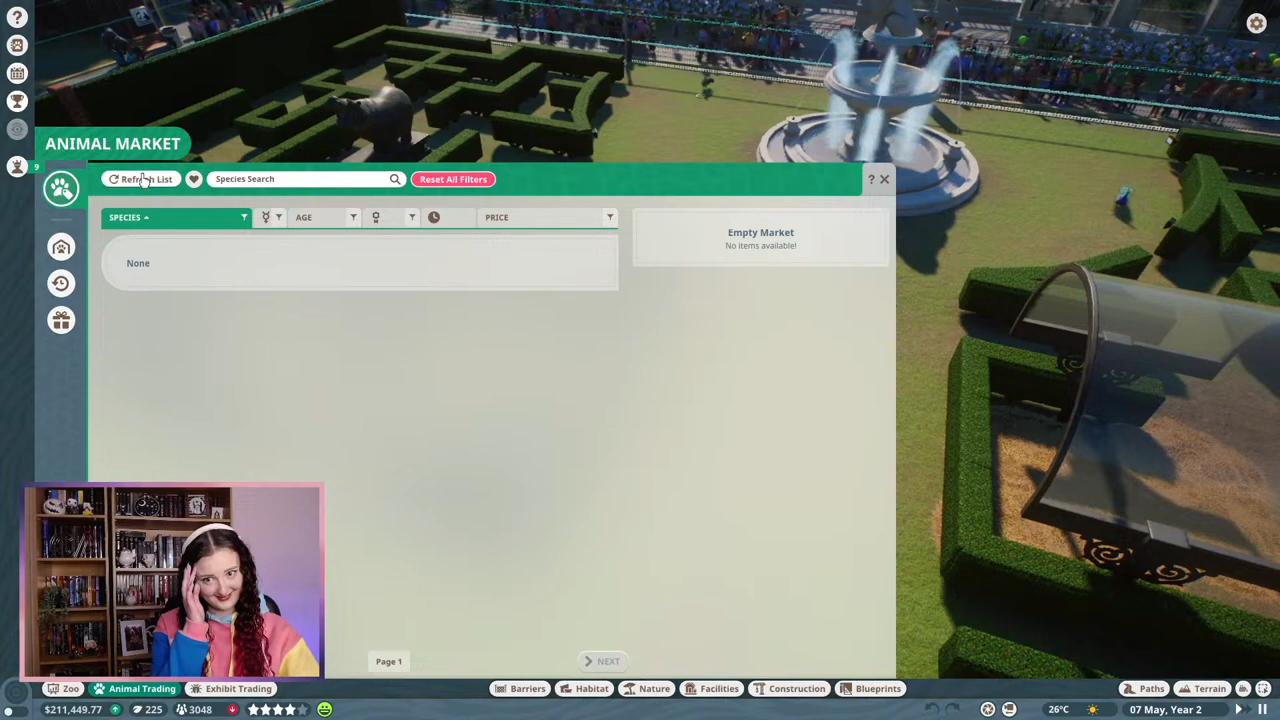 ?
9
ANIMAL MARKET
Refresh List
Species Search
Reset All Filters
?
SPECIES
AGE
PRICE
None
Empty Market
No items available!
Page 1
NEXT
Zoo
Animal Trading
Exhibit Trading
Barriers
Habitat
Nature
Facilities
Construction
Blueprints
Paths
Terrain
$211,449.77
225
3048
26°C
07 May, Year 2